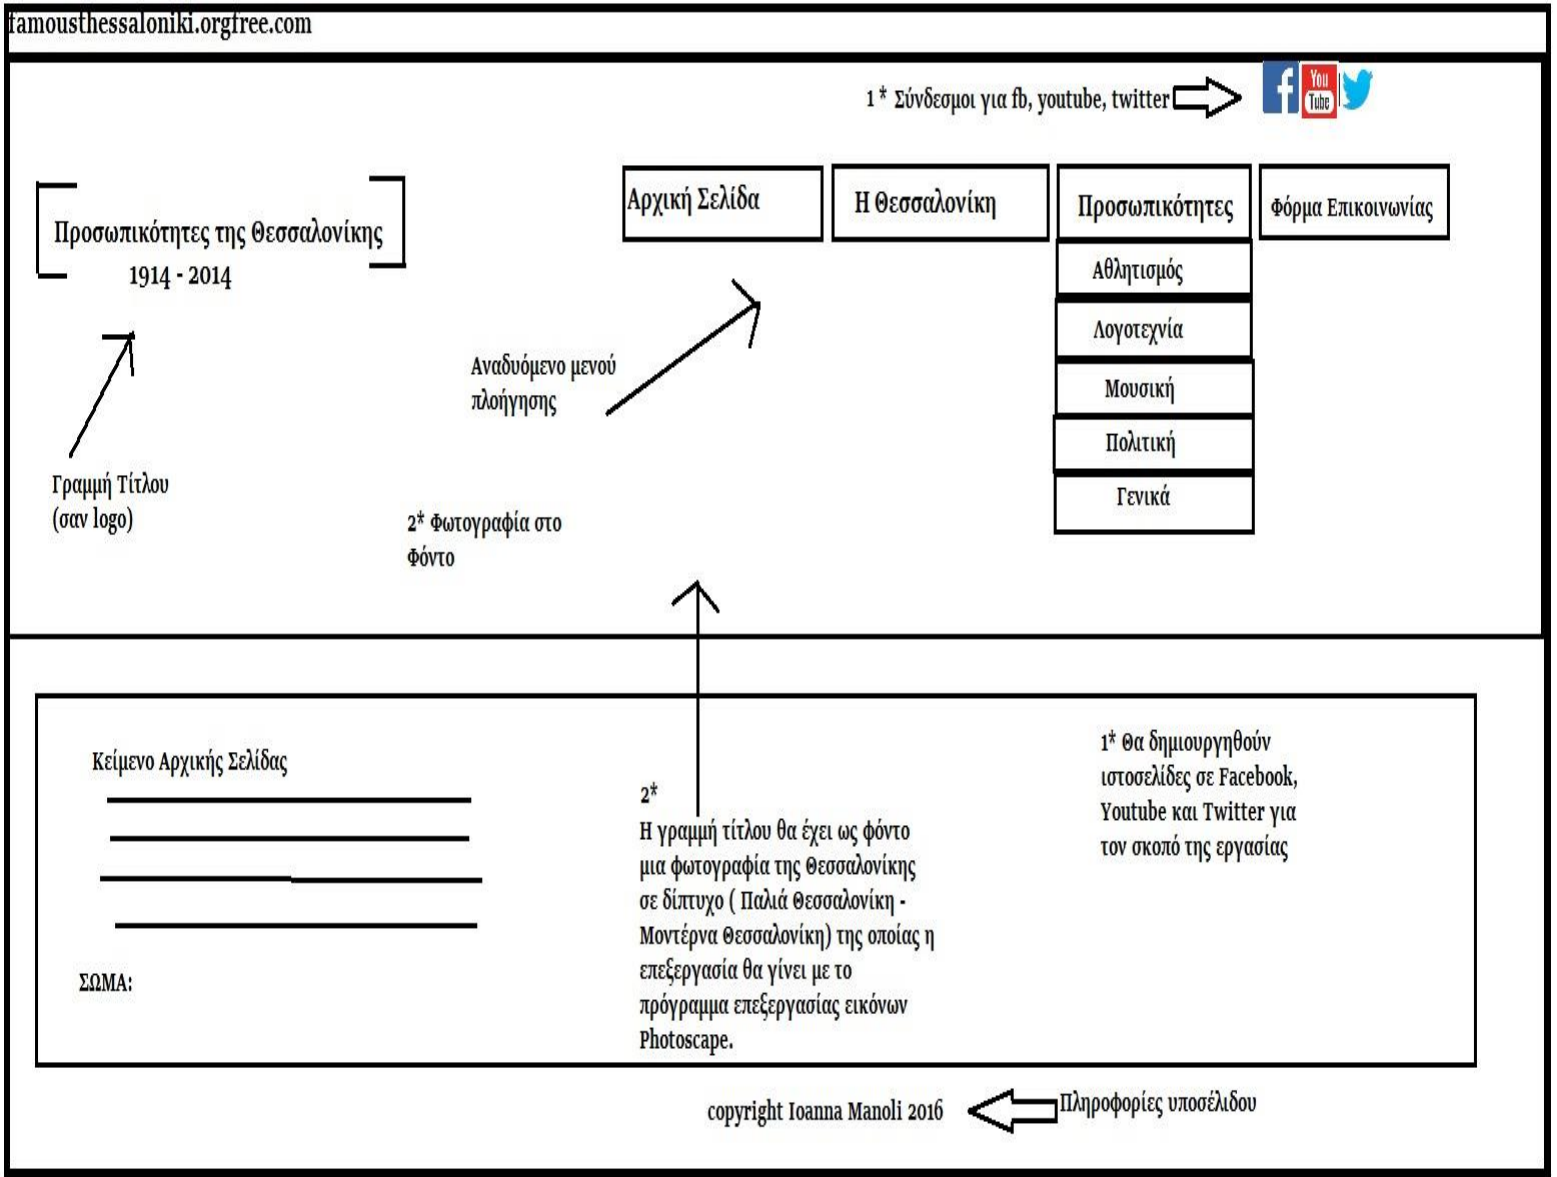 famousthessaloniki.orgfree.com
1 * Σύνδεσμοι για fb, youtube, twitter
You
Tube
Προσωπικότητες της Θεσσαλονίκης
1914 - 2014
Αρχική Σελίδα
Η Θεσσαλονίκη
Προσωπικότητες
Φόρμα Επικοινωνίας
Αθλητισμός
Λογοτεχνία
Μουσική
Πολιτική
Γενικά
Αναδυόμενο μενού
πλοήγησης
Γραμμή Τίτλου
(σαν logo)
2* Φωτογραφία στο
Φόντο
Κείμενο Αρχικής Σελίδας
ΣΩΜΑ:
2*
Η γραμμή τίτλου θα έχει ως φόντο
μια φωτογραφία της Θεσσαλονίκης
σε δίπτυχο ( Παλιά Θεσσαλονίκη -
Μοντέρνα Θεσσαλονίκη) της οποίας η
επεξεργασία θα γίνει με το
πρόγραμμα επεξεργασίας εικόνων
Photoscape.
1* Θα δημιουργηθούν
ιστοσελίδες σε Facebook,
Youtube και Twitter για
τον σκοπό της εργασίας
copyright Ioanna Manoli 2016
Πληροφορίες υποσέλιδου